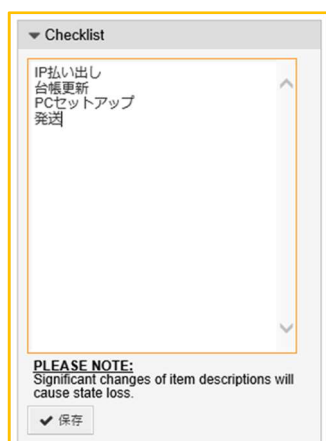 Checklist
IP払い出し
台帳更新
PCセットアップ
発送
PLEASE NOTE:
Significant changes of item descriptions will
cause state loss.
保存